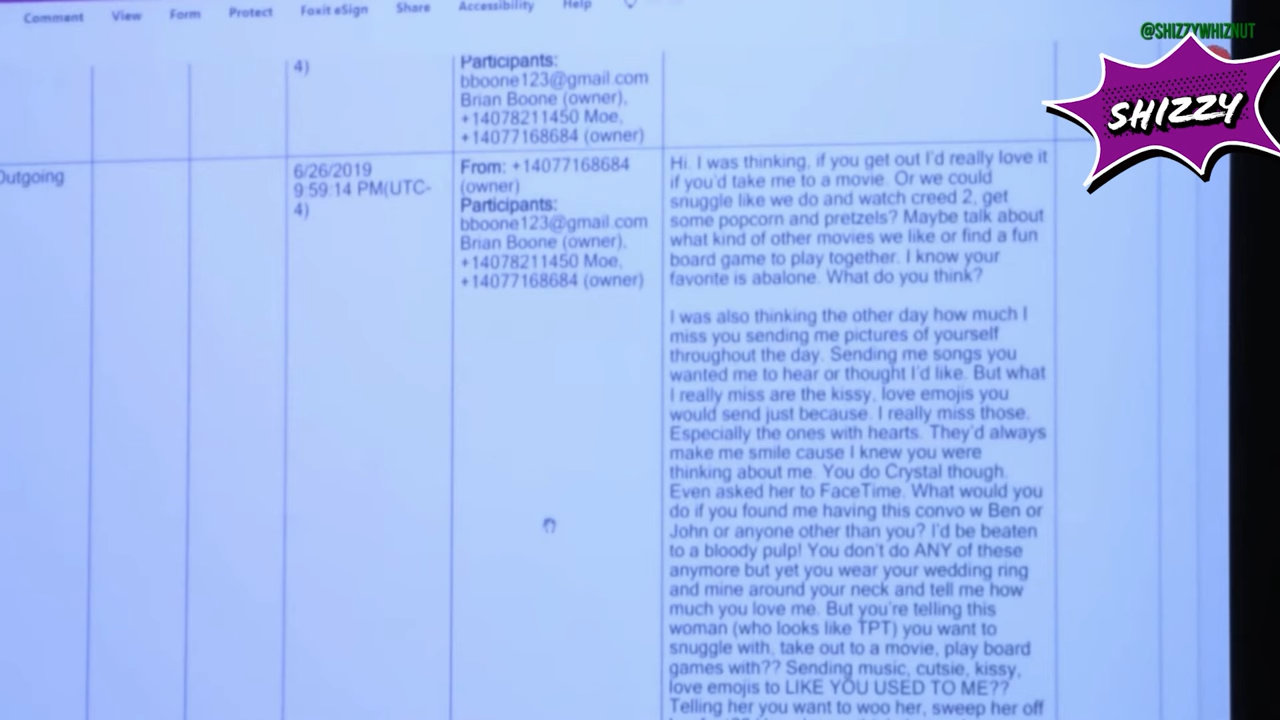 Comment View Form Protect Foxit eSign Share Accessibility Help
@SHIZZYWHIZNUT
SHIZZY
4)
Participants:
bboone123@gmail.com
Brian Boone (owner),
+14078211450 Moe,
+14077168684 (owner)
Outgoing
6/26/2019
9:59:14 PM(UTC-
4)
From: +14077168684
(owner)
Participants:
bboone123@gmail.com
Brian Boone (owner),
+14078211450 Moe,
+14077168684 (owner)
Hi. I was thinking, if you get out I'd really love it
if you'd take me to a movie. Or we could
snuggle like we do and watch creed 2, get
some popcorn and pretzels? Maybe talk about
what kind of other movies we like or find a fun
board game to play together. I know your
favorite is abalone. What do you think?
I was also thinking the other day how much I
miss you sending me pictures of yourself
throughout the day. Sending me songs you
wanted me to hear or thought I'd like. But what
I really miss are the kissy, love emojis you
would send just because. I really miss those.
Especially the ones with hearts. They'd always
make me smile cause I knew you were
thinking about me. You do Crystal though.
Even asked her to FaceTime. What would you
do if you found me having this convo w Ben or
John or anyone other than you? I'd be beaten
to a bloody pulp! You don't do ANY of these
anymore but yet you wear your wedding ring
and mine around your neck and tell me how
much you love me. But you're telling this
woman (who looks like TPT) you want to
snuggle with, take out to a movie, play board
games with?? Sending music, cutsie, kissy,
love emojis to LIKE YOU USED TO ME??
Telling her you want to woo her, sweep her off